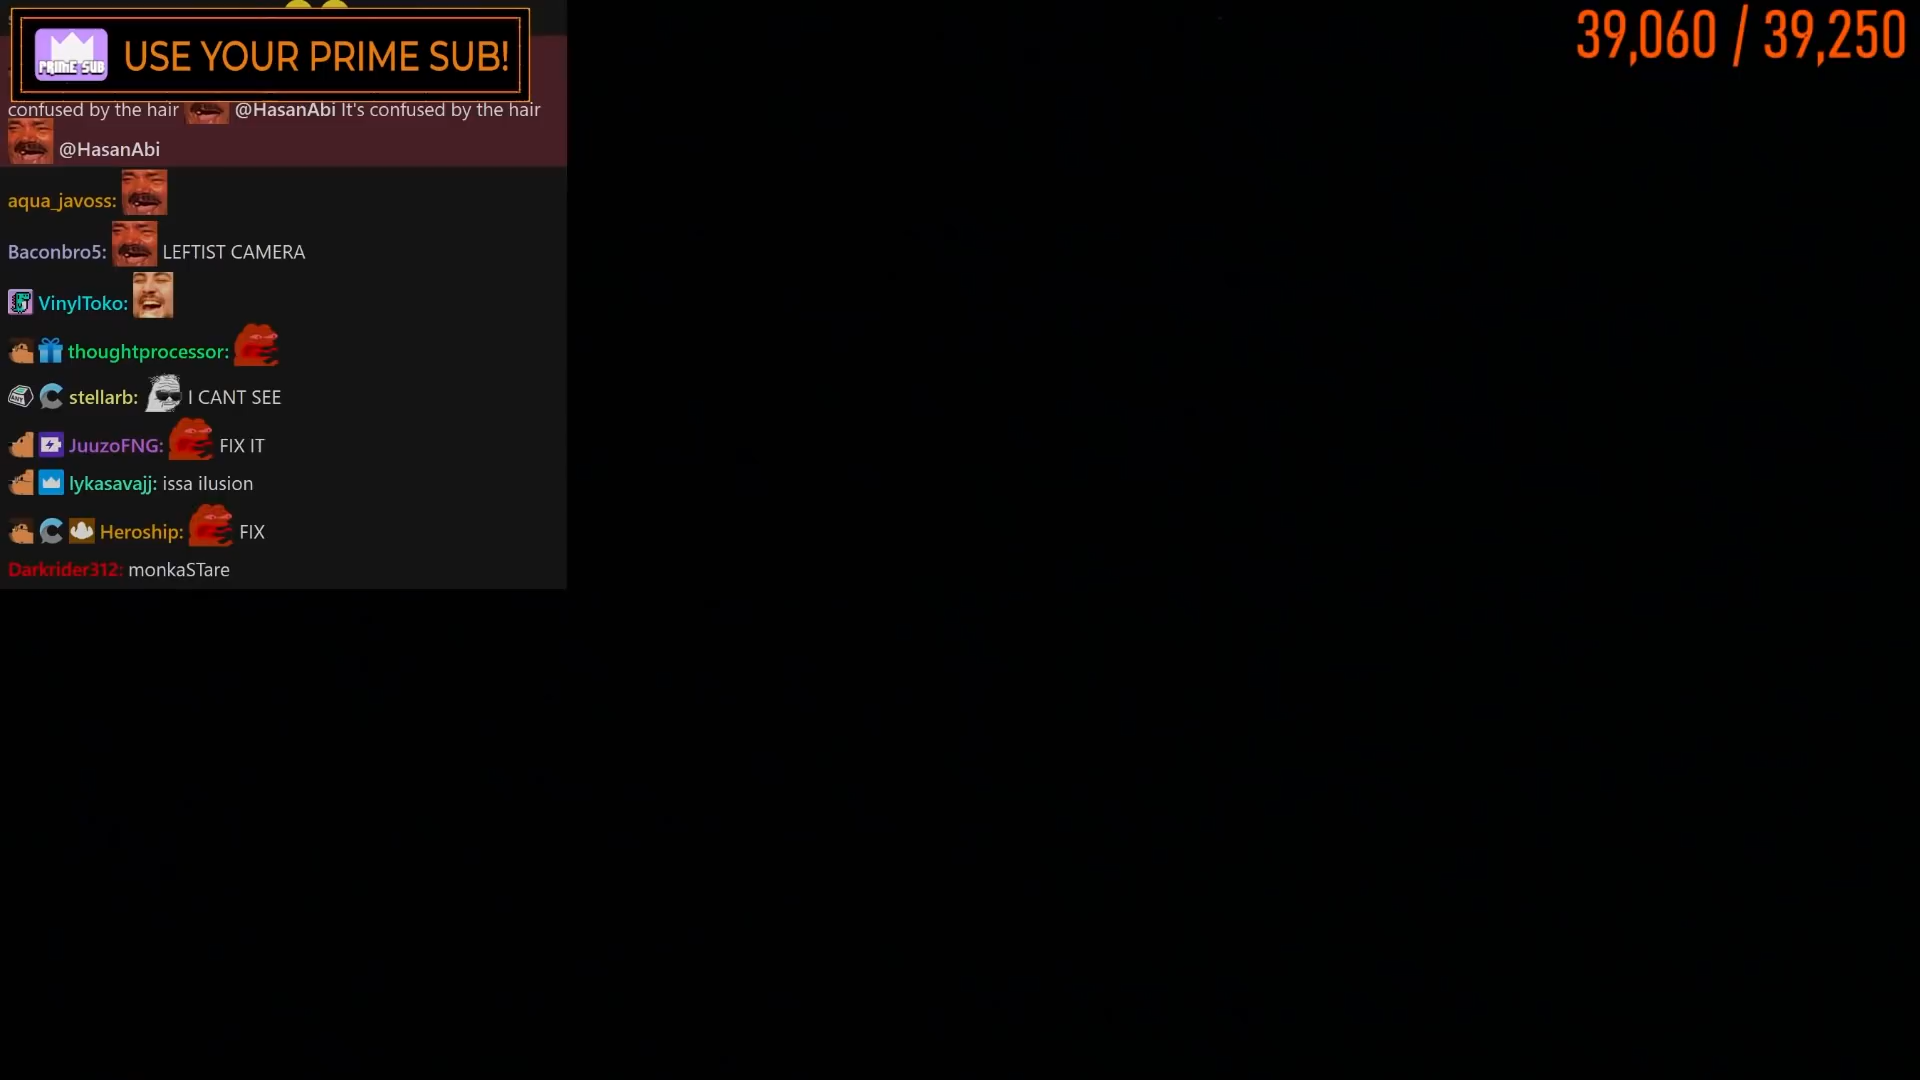 39,060 / 39,250
PRIME SUB
USE YOUR PRIME SUB!
confused by the hair @HasanAbi It's confused by the hair
@HasanAbi
aqua_javoss:
Baconbro5: LEFTIST CAMERA
VinylToko:
thoughtprocessor:
stellarb: I CANT SEE
JuuzoFNG: FIX IT
lykasavajj: issa ilusion
Heroship: FIX
Darkrider312: monkaSTare